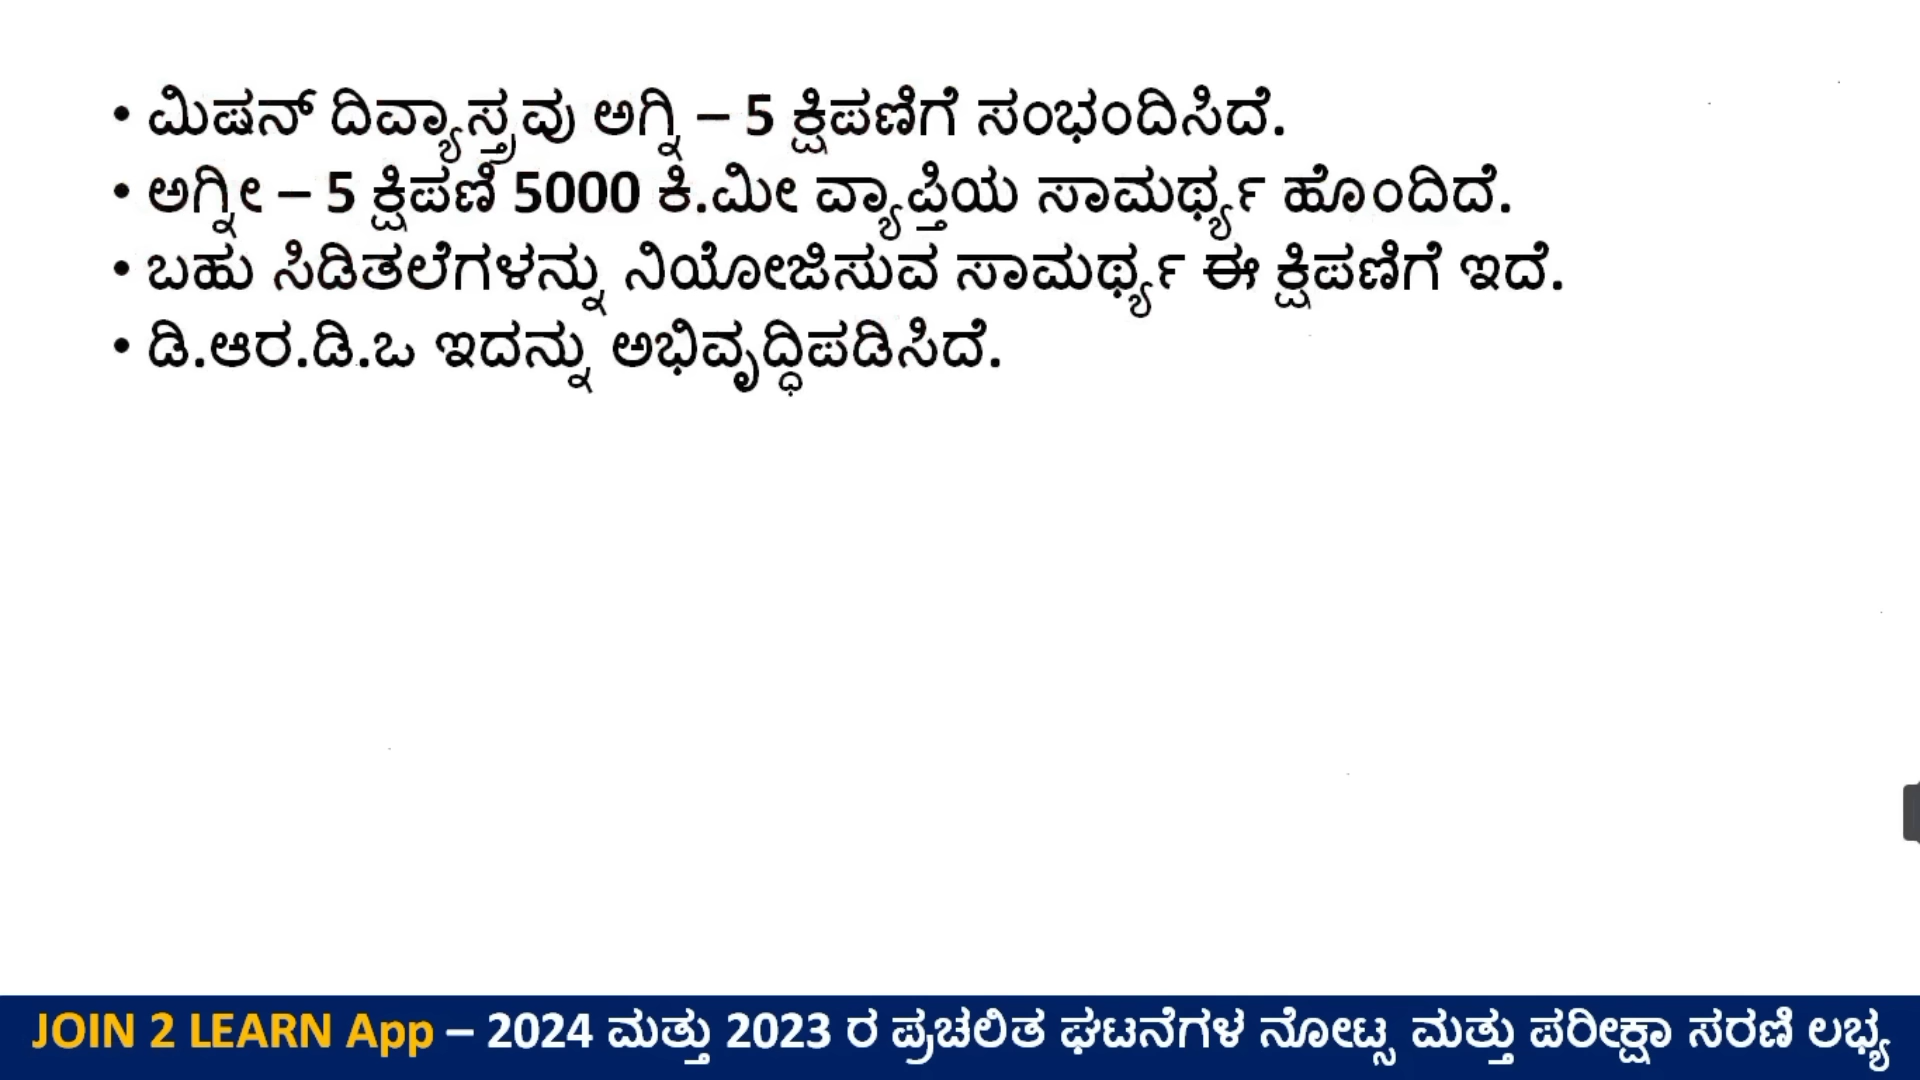 • ಮಿಷನ್ ದಿವ್ಯಾಸ್ತ್ರವು ಅಗ್ನಿ – 5 ಕ್ಷಿಪಣಿಗೆ ಸಂಭಂದಿಸಿದೆ.
• ಅಗ್ನಿೀ – 5 ಕ್ಷಿಪಣಿ 5000 ಕಿ.ಮೀ ವ್ಯಾಪ್ತಿಯ ಸಾಮರ್ಥ್ಯ ಹೊಂದಿದೆ.
• ಬಹು ಸಿಡಿತಲೆಗಳನ್ನು ನಿಯೋಜಿಸುವ ಸಾಮರ್ಥ್ಯ ಈ ಕ್ಷಿಪಣಿಗೆ ಇದೆ.
• ಡಿ.ಆರ.ಡಿ.ಒ ಇದನ್ನು ಅಭಿವೃದ್ಧಿಪಡಿಸಿದೆ.
JOIN 2 LEARN App – 2024 ಮತ್ತು 2023 ರ ಪ್ರಚಲಿತ ಘಟನೆಗಳ ನೋಟ್ಸ ಮತ್ತು ಪರೀಕ್ಷಾ ಸರಣಿ ಲಭ್ಯ